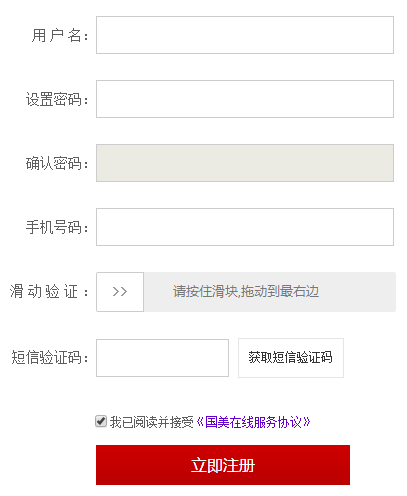 用 户 名：
设置密码：
确认密码：
手机号码：
滑 动 验 证 ： >> 请按住滑块,拖动到最右边
短信验证码： 获取短信验证码
我已阅读并接受《国美在线服务协议》
立即注册